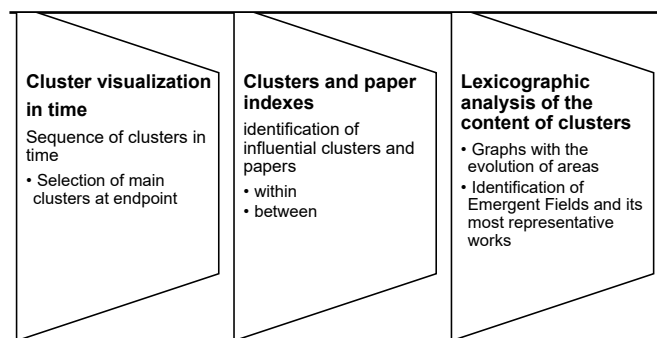 Cluster visualization
in time
Sequence of clusters in
time
• Selection of main
clusters at endpoint
Clusters and paper
indexes
identification of
influential clusters and
papers
• within
• between
Lexicographic
analysis of the
content of clusters
• Graphs with the
evolution of areas
• Identification of
Emergent Fields and its
most representative
works